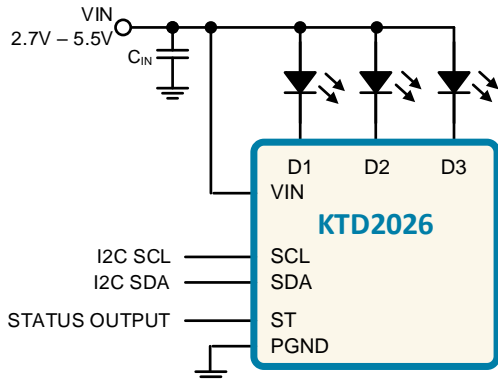 VIN
2.7V – 5.5V
CIN
D1 D2 D3
VIN
KTD2026
I2C SCL SCL
I2C SDA SDA
STATUS OUTPUT ST
PGND